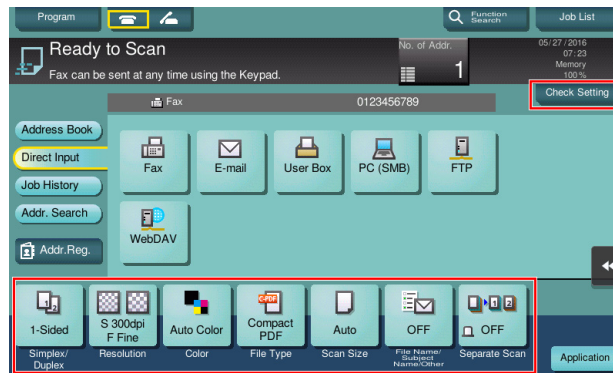 Program
Function
Search
Job List
Ready to Scan
Fax can be sent at any time using the Keypad.
No. of Addr.
1
05/27/2016
07:23
Memory
100%
Check Setting
Fax 0123456789
Address Book
Direct Input
Job History
Addr. Search
Addr.Reg.
Fax
E-mail
User Box
PC (SMB)
FTP
WebDAV
1-Sided
S 300dpi
F Fine
Auto Color
C-PDF
Compact
PDF
Auto
OFF
OFF
Simplex/
Duplex
Resolution
Color
File Type
Scan Size
File Name/
Subject
Name/Other
Separate Scan
Application